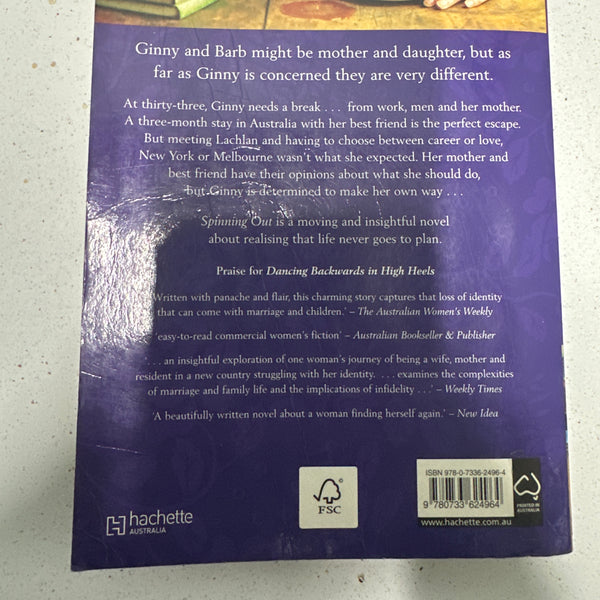 Ginny and Barb might be mother and daughter, but as
far as Ginny is concerned they are very different.
At thirty-three, Ginny needs a break . . . from work, men and her mother.
A three-month stay in Australia with her best friend is the perfect escape.
But meeting Lachlan and having to choose between career or love,
New York or Melbourne wasn't what she expected. Her mother and
best friend have their opinions about what she should do,
but Ginny is determined to make her own way . . .
Spinning Out is a moving and insightful novel
about realising that life never goes to plan.
Praise for Dancing Backwards in High Heels
'Written with panache and flair, this charming story captures that loss of identity
that can come with marriage and children.' – The Australian Women's Weekly
'easy-to-read commercial women's fiction' – Australian Bookseller & Publisher
'. . . an insightful exploration of one woman's journey of being a wife, mother and
resident in a new country struggling with her identity. . . . examines the complexities
of marriage and family life and the implications of infidelity . . .' – Weekly Times
'A beautifully written novel about a woman finding herself again.' – New Idea
ISBN 978-0-7336-2496-4
9 780733 624964
www.hachette.com.au
PRINTED IN
AUSTRALIA
FSC
hachette
AUSTRALIA